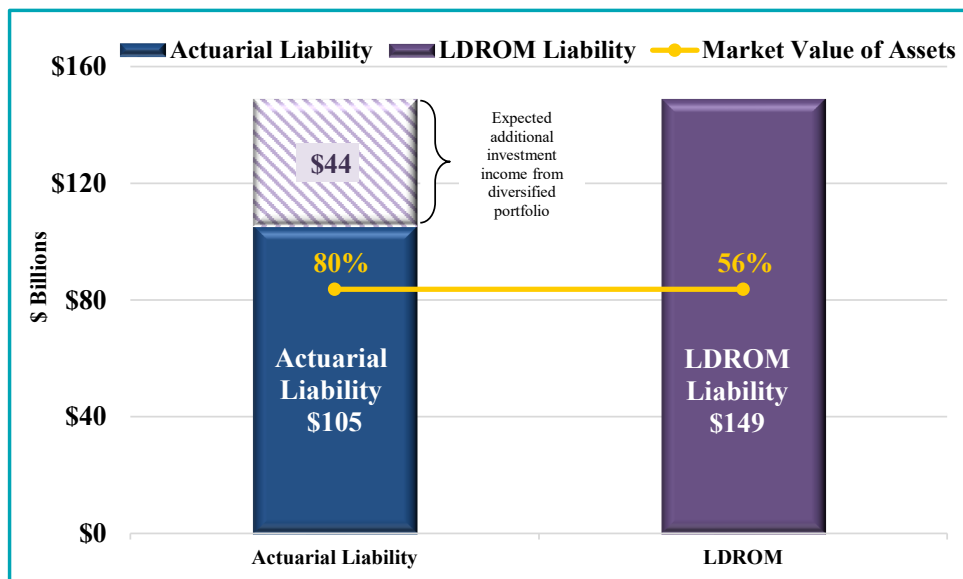 Actuarial Liability LDROM Liability Market Value of Assets
$ Billions
$160
$120
$80
$40
$0
$44
Expected
additional
investment
income from
diversified
portfolio
80%
56%
Actuarial
Liability
$105
LDROM
Liability
$149
Actuarial Liability
LDROM